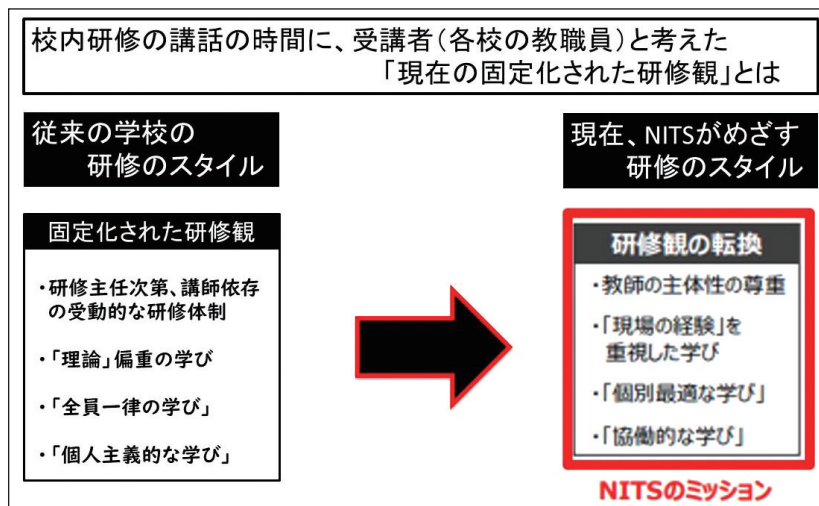 校内研修の講話の時間に、受講者（各校の教職員）と考えた
「現在の固定化された研修観」とは
従来の学校の
研修のスタイル
固定化された研修観
・研修主任次第、講師依存
の受動的な研修体制
・「理論」偏重の学び
・「全員一律の学び」
・「個人主義的な学び」
現在、NITSがめざす
研修のスタイル
研修観の転換
・教師の主体性の尊重
・「現場の経験」を
重視した学び
・「個別最適な学び」
・「協働的な学び」
NITSのミッション